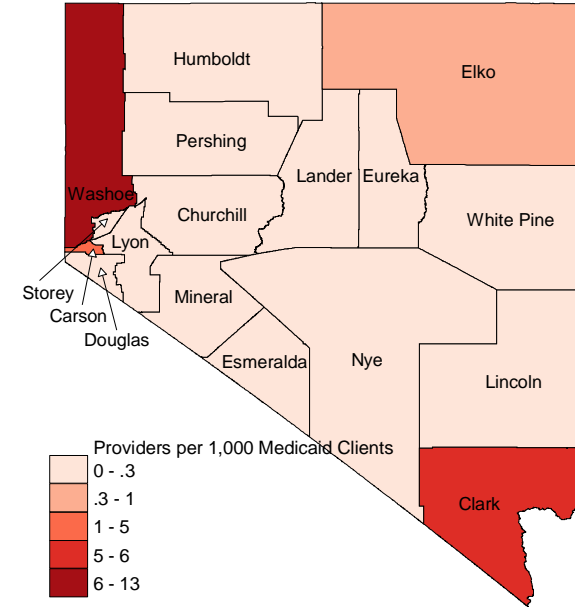 Humboldt
Elko
Pershing
Lander
Eureka
Washoe
Churchill
White Pine
Lyon
Storey
Carson
Douglas
Mineral
Esmeralda
Nye
Lincoln
Clark
Providers per 1,000 Medicaid Clients
0 - .3
.3 - 1
1 - 5
5 - 6
6 - 13